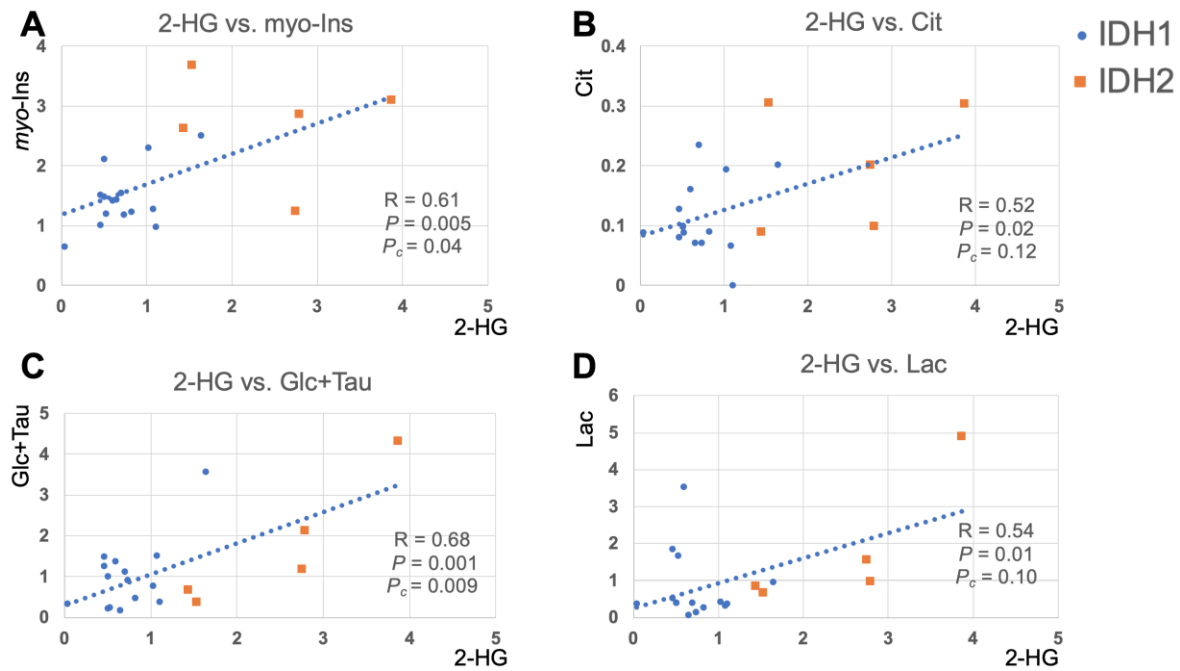 A
2-HG vs. myo-Ins
myo-Ins
4
3
2
1
0
0 1 2 3 4 5
2-HG
R = 0.61
P = 0.005
Pc = 0.04
B
2-HG vs. Cit
Cit
0.4
0.3
0.2
0.1
0
0 1 2 3 4 5
2-HG
R = 0.52
P = 0.02
Pc = 0.12
IDH1
IDH2
C
2-HG vs. Glc+Tau
Glc+Tau
5
4
3
2
1
0
0 1 2 3 4 5
2-HG
R = 0.68
P = 0.001
Pc = 0.009
D
2-HG vs. Lac
Lac
6
5
4
3
2
1
0
0 1 2 3 4 5
2-HG
R = 0.54
P = 0.01
Pc = 0.10